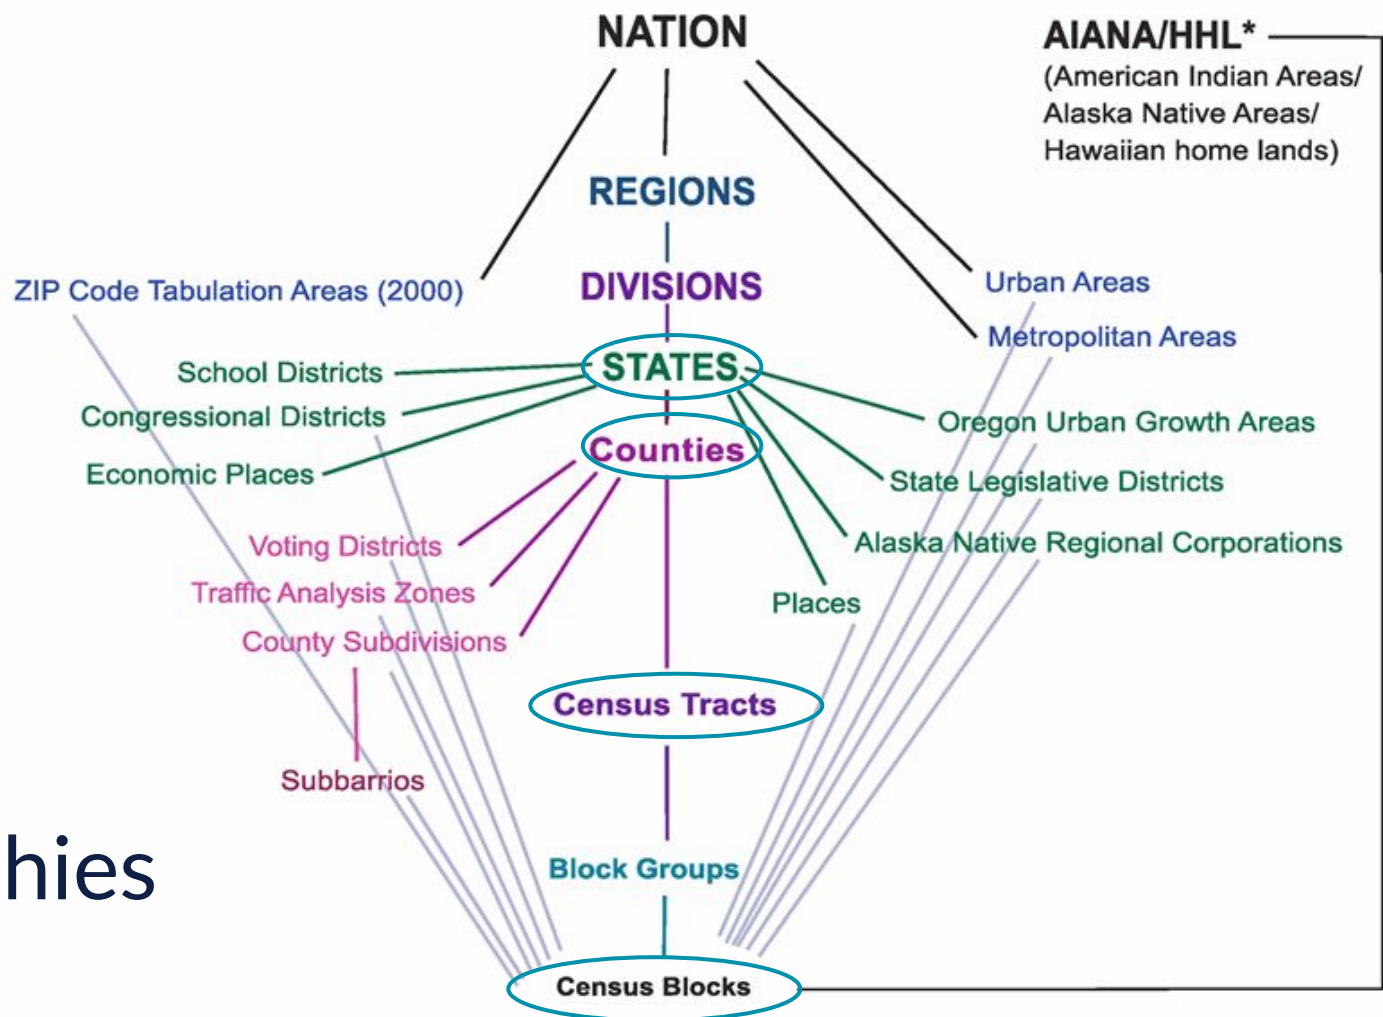 NATION
AIANA/HHL*
(American Indian Areas/
Alaska Native Areas/
Hawaiian home lands)
REGIONS
DIVISIONS
ZIP Code Tabulation Areas (2000)
Urban Areas
Metropolitan Areas
STATES
School Districts
Congressional Districts
Economic Places
Oregon Urban Growth Areas
State Legislative Districts
Alaska Native Regional Corporations
Places
Counties
Voting Districts
Traffic Analysis Zones
County Subdivisions
Subbarrios
Census Tracts
Block Groups
hies
Census Blocks